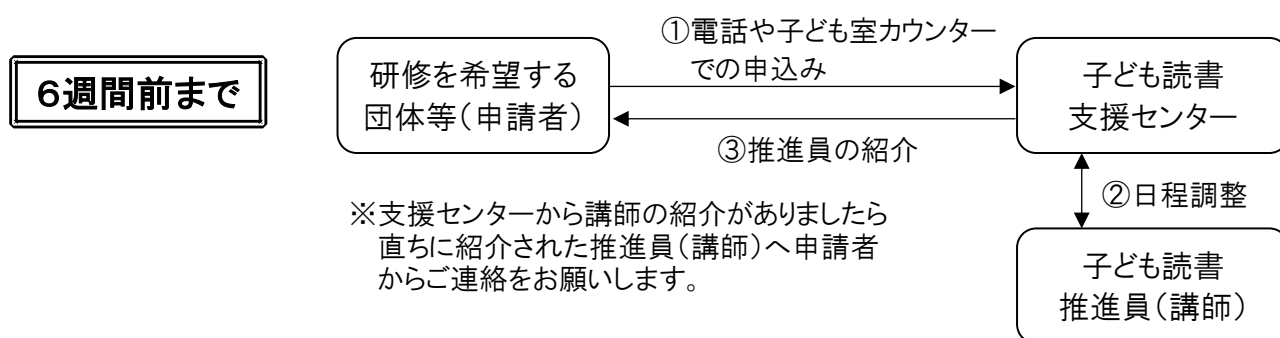 6週間前まで
研修を希望する
団体等(申請者)
①電話や子ども室カウンター
での申込み
③推進員の紹介
子ども読書
支援センター
②日程調整
子ども読書
推進員(講師)
※支援センターから講師の紹介がありましたら
直ちに紹介された推進員(講師)へ申請者
からご連絡をお願いします。